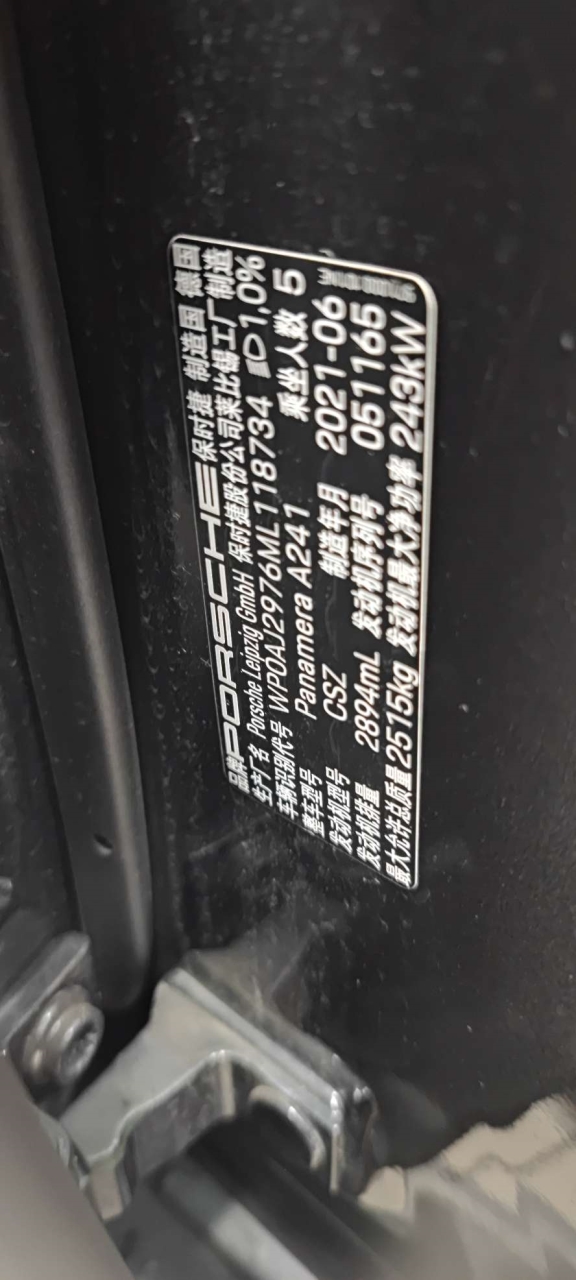 品牌 PORSCHE 保时捷 制造国 德国
生产厂名 Porsche Leipzig GmbH 保时捷股份公司莱比锡工厂制造
车辆识别代号 WP0AJ2976ML118734 1,0%
整车型号 Panamera A241 乘坐人数 5
发动机型号 CSZ 制造年月 2021-06
发动机排量 2894mL 发动机序列号 051165
最大允许总质量 2515kg 发动机最大净功率 243kW